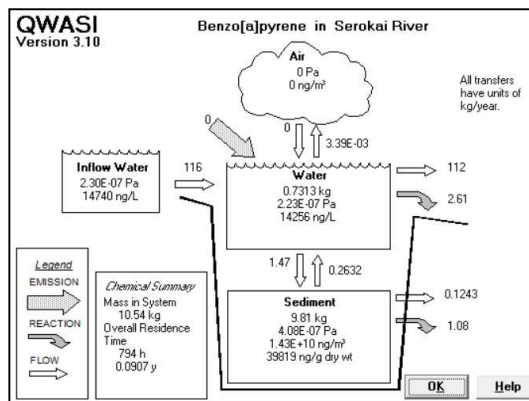 QWASI
Version 3.10
Benzo[a]pyrene in Serokai River
Air
0 Pa
0 ng/m³
All transfers
have units of
kg/year.
0
0
3.39E-03
Inflow Water
2.30E-07 Pa
14740 ng/L
116
Water
0.7313 kg
2.23E-07 Pa
14256 ng/L
112
2.61
1.47
0.2632
Legend
EMISSION
REACTION
FLOW
Chemical Summary
Mass in System
10.54 kg
Overall Residence
Time
794 h
0.0907 y
Sediment
9.81 kg
4.08E-07 Pa
1.43E+10 ng/m³
39819 ng/g dry wt
0.1243
1.08
OK
Help